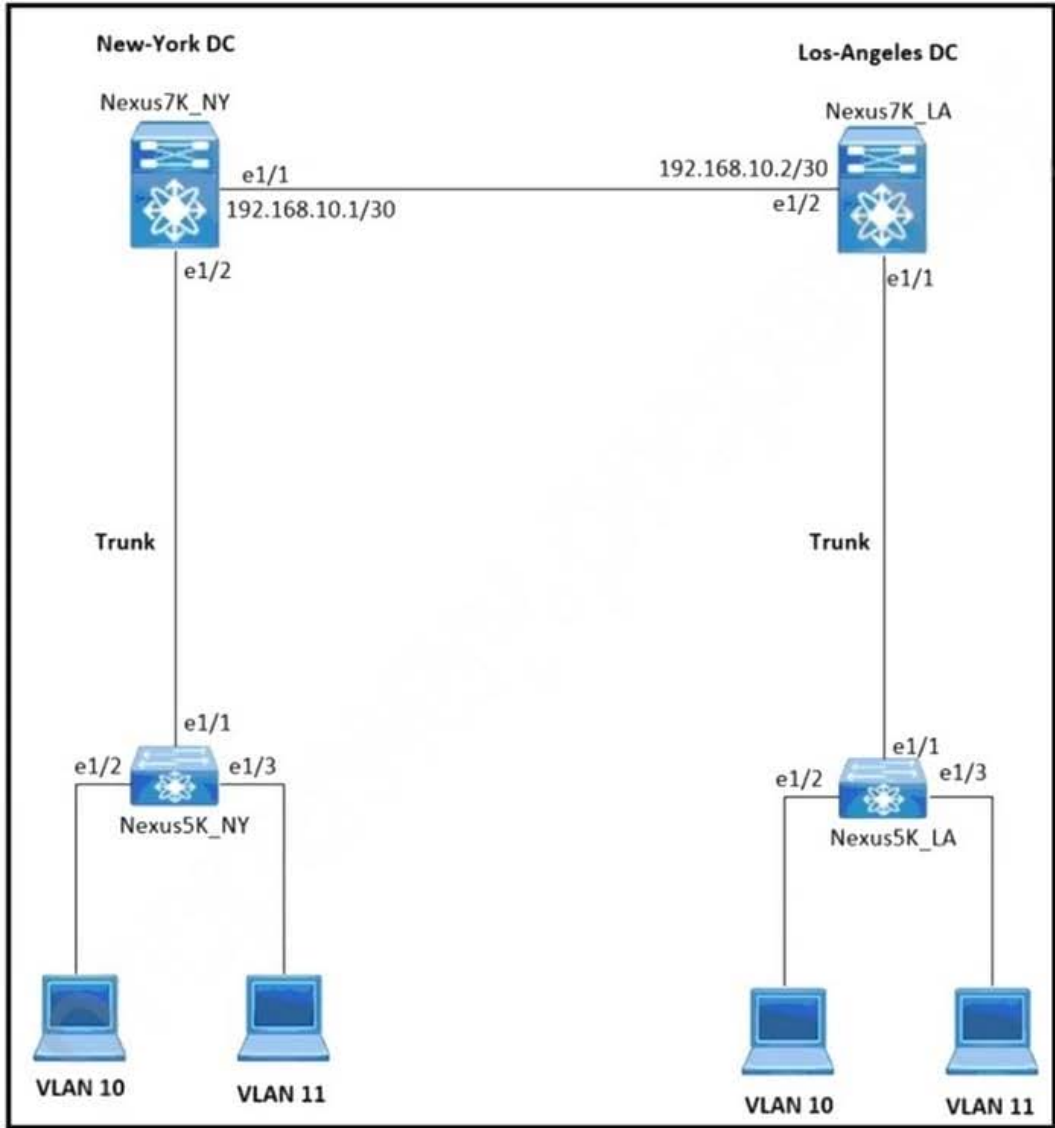 New-York DC
Los-Angeles DC
Nexus7K_NY
Nexus7K_LA
e1/1
192.168.10.2/30
192.168.10.1/30
e1/2
e1/2
e1/1
Trunk
Trunk
e1/1
e1/2
e1/3
Nexus5K_NY
e1/1
e1/2
e1/3
Nexus5K_LA
VLAN 10
VLAN 11
VLAN 10
VLAN 11